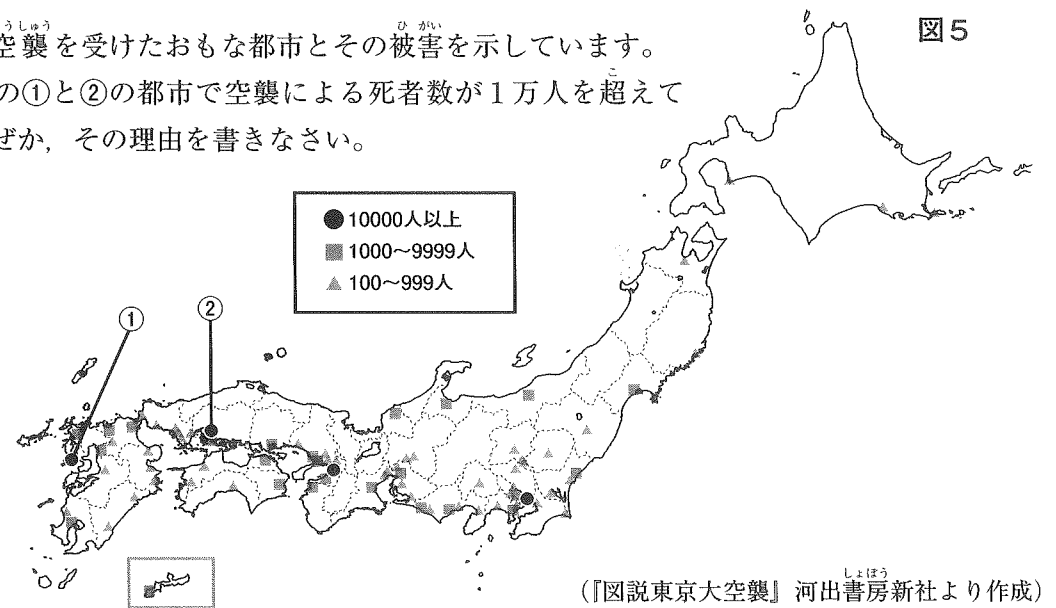 空襲を受けたおもな都市とその被害を示しています。
の①と②の都市で空襲による死者数が1万人を超えて
ぜか，その理由を書きなさい。
図5
10000人以上
1000～9999人
100～999人
①
②
(『図説東京大空襲』河出書房新社より作成)